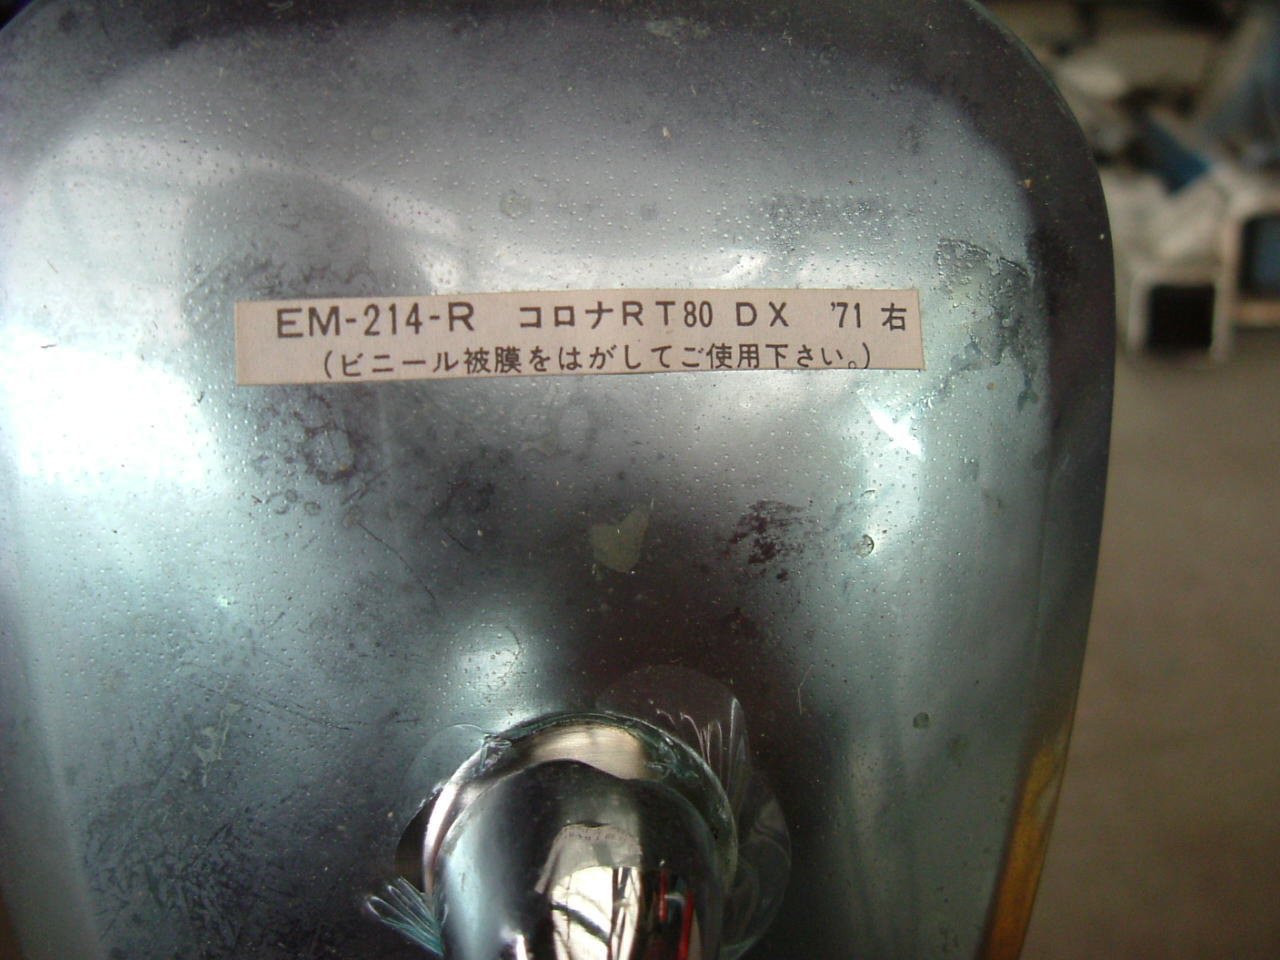 EM-214-R コロナRT80 DX '71 右
(ビニール被膜をはがしてご使用下さい。)